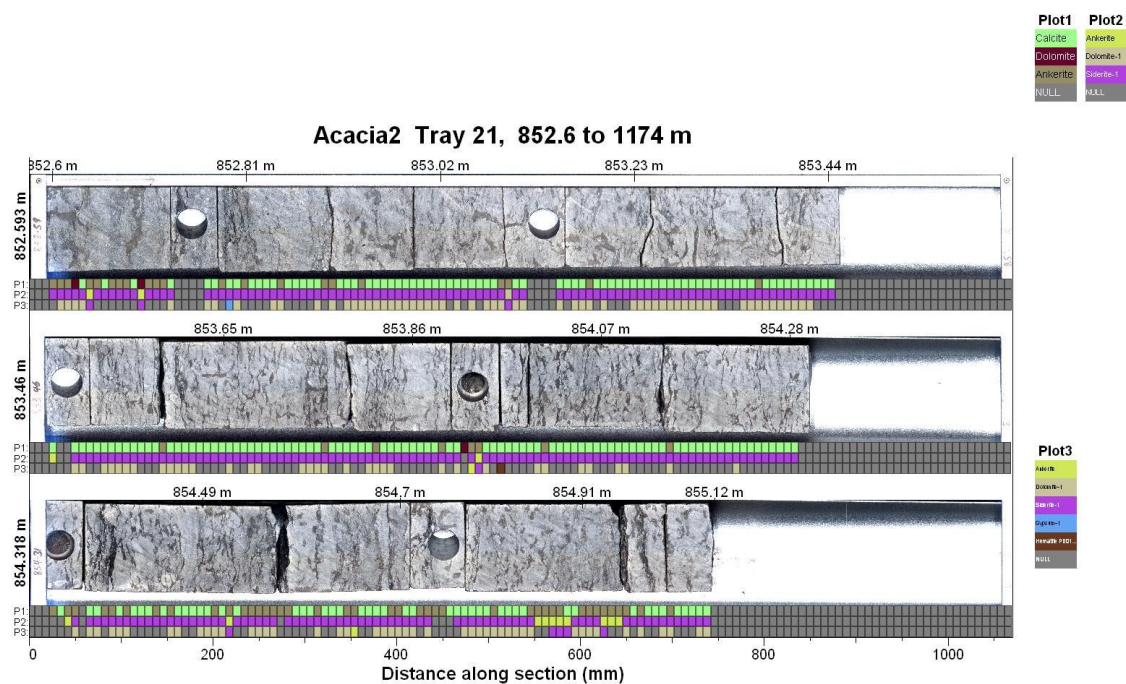 Plot1 Plot2
Calcite Ankerite
Dolomite Dolomite-1
Ankerite Siderite-1
NULL NULL
Acacia2 Tray 21, 852.6 to 1174 m
852.6 m 852.81 m 853.02 m 853.23 m 853.44 m
852.593 m
P1:
P2:
P3:
853.65 m 853.86 m 854.07 m 854.28 m
853.46 m
P1:
P2:
P3:
Plot3
Ankerite
Dolomite-1
Siderite-1
NULL
854.49 m 854.7 m 854.91 m 855.12 m
854.318 m
854.31
P1:
P2:
P3:
0 200 400 600 800 1000
Distance along section (mm)